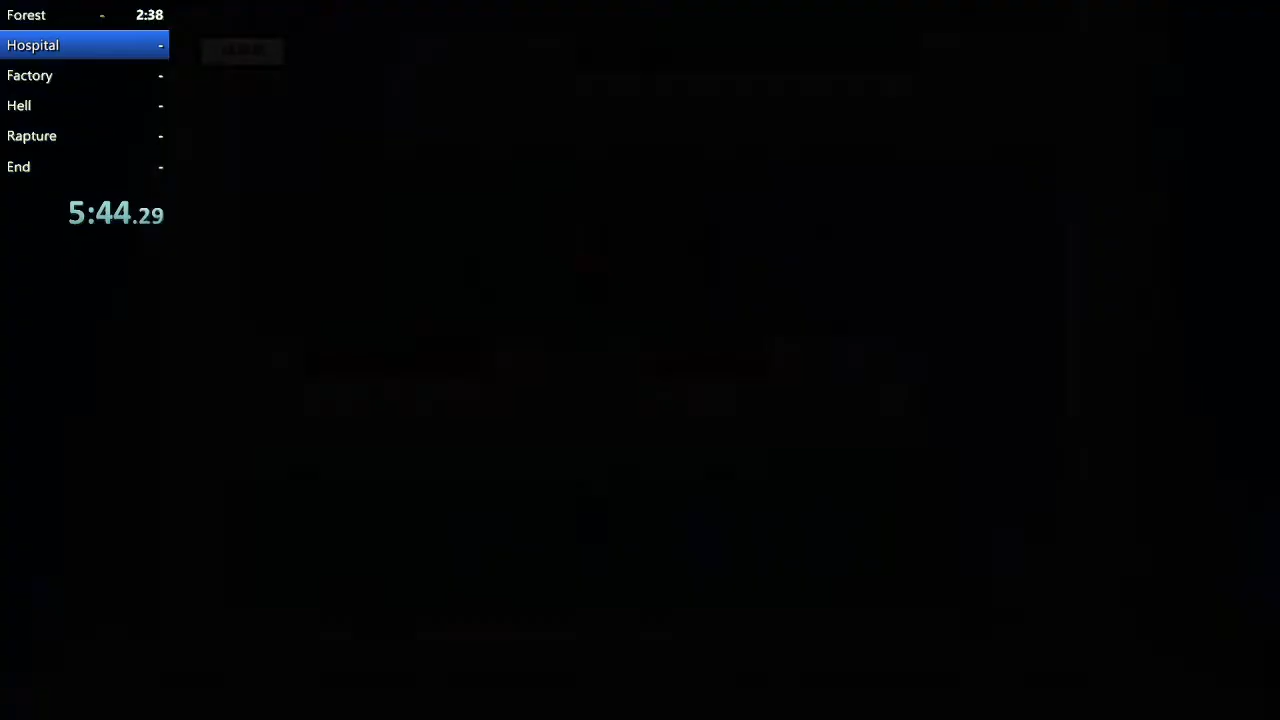 Forest - 2:38
Hospital -
Factory -
Hell -
Rapture -
End -
5:44.29